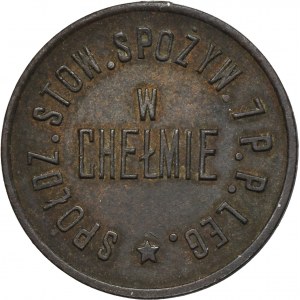 SPÓŁDZ. STOW. SPOŻYW. 7 P. P. LEG.
W
CHEŁMIE